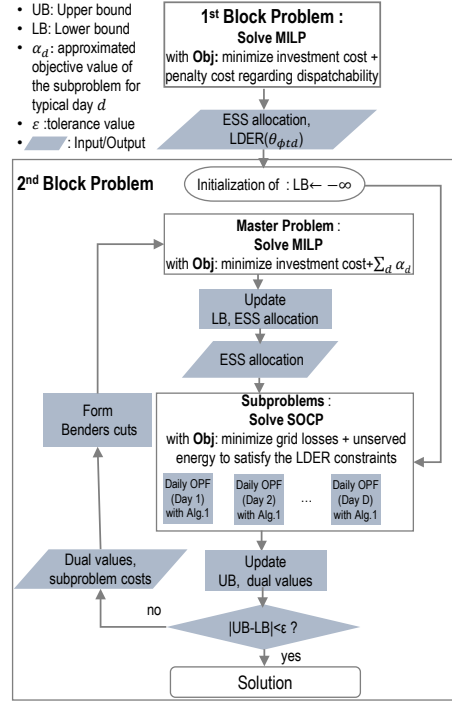 • UB: Upper bound
• LB: Lower bound
• α_d: approximated
objective value of
the subproblem for
typical day d
• ε :tolerance value
• : Input/Output
1st Block Problem :
Solve MILP
with Obj: minimize investment cost +
penalty cost regarding dispatchability
ESS allocation,
LDER(θ_ϕtd)
2nd Block Problem
Initialization of : LB← −∞
Master Problem :
Solve MILP
with Obj: minimize investment cost+∑_d α_d
Update
LB, ESS allocation
ESS allocation
Form
Benders cuts
Subproblems :
Solve SOCP
with Obj: minimize grid losses + unserved
energy to satisfy the LDER constraints
Daily OPF
(Day 1)
with Alg.1
Daily OPF
(Day 2)
with Alg.1
...
Daily OPF
(Day D)
with Alg.1
Dual values,
subproblem costs
Update
UB, dual values
no
|UB-LB|<ε ?
yes
Solution